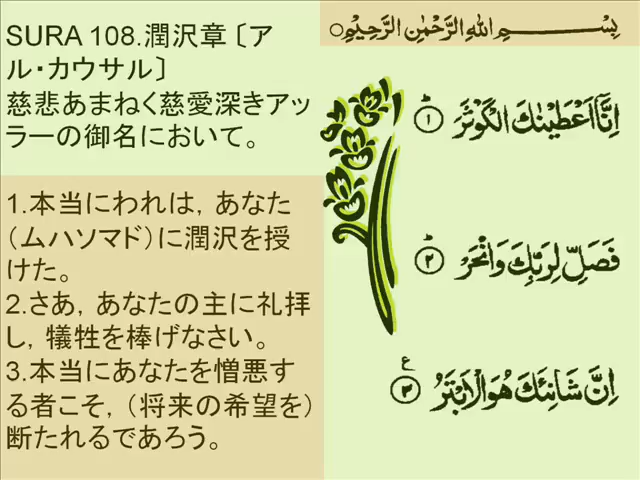 SURA 108.潤沢章〔ア
ル・カウサル〕
慈悲あまねく慈愛深きアッ
ラーの御名において。
1.本当にわれは，あなた
（ムハソマド）に潤沢を授
けた。
2.さあ，あなたの主に礼拝
し，犠牲を棒げなさい。
3.本当にあなたを憎悪す
る者こそ，（将来の希望を）
断たれるであろう。
بِسْمِ اللهِ الرَّحْمٰنِ الرَّحِيْمِ
اِنَّاۤ اَعْطَيْنٰكَ الْكَوْثَرَ ١
فَصَلِّ لِرَبِّكَ وَانْحَرْ ٢
اِنَّ شَانِئَكَ هُوَ الْاَبْتَرُ ٣ ع